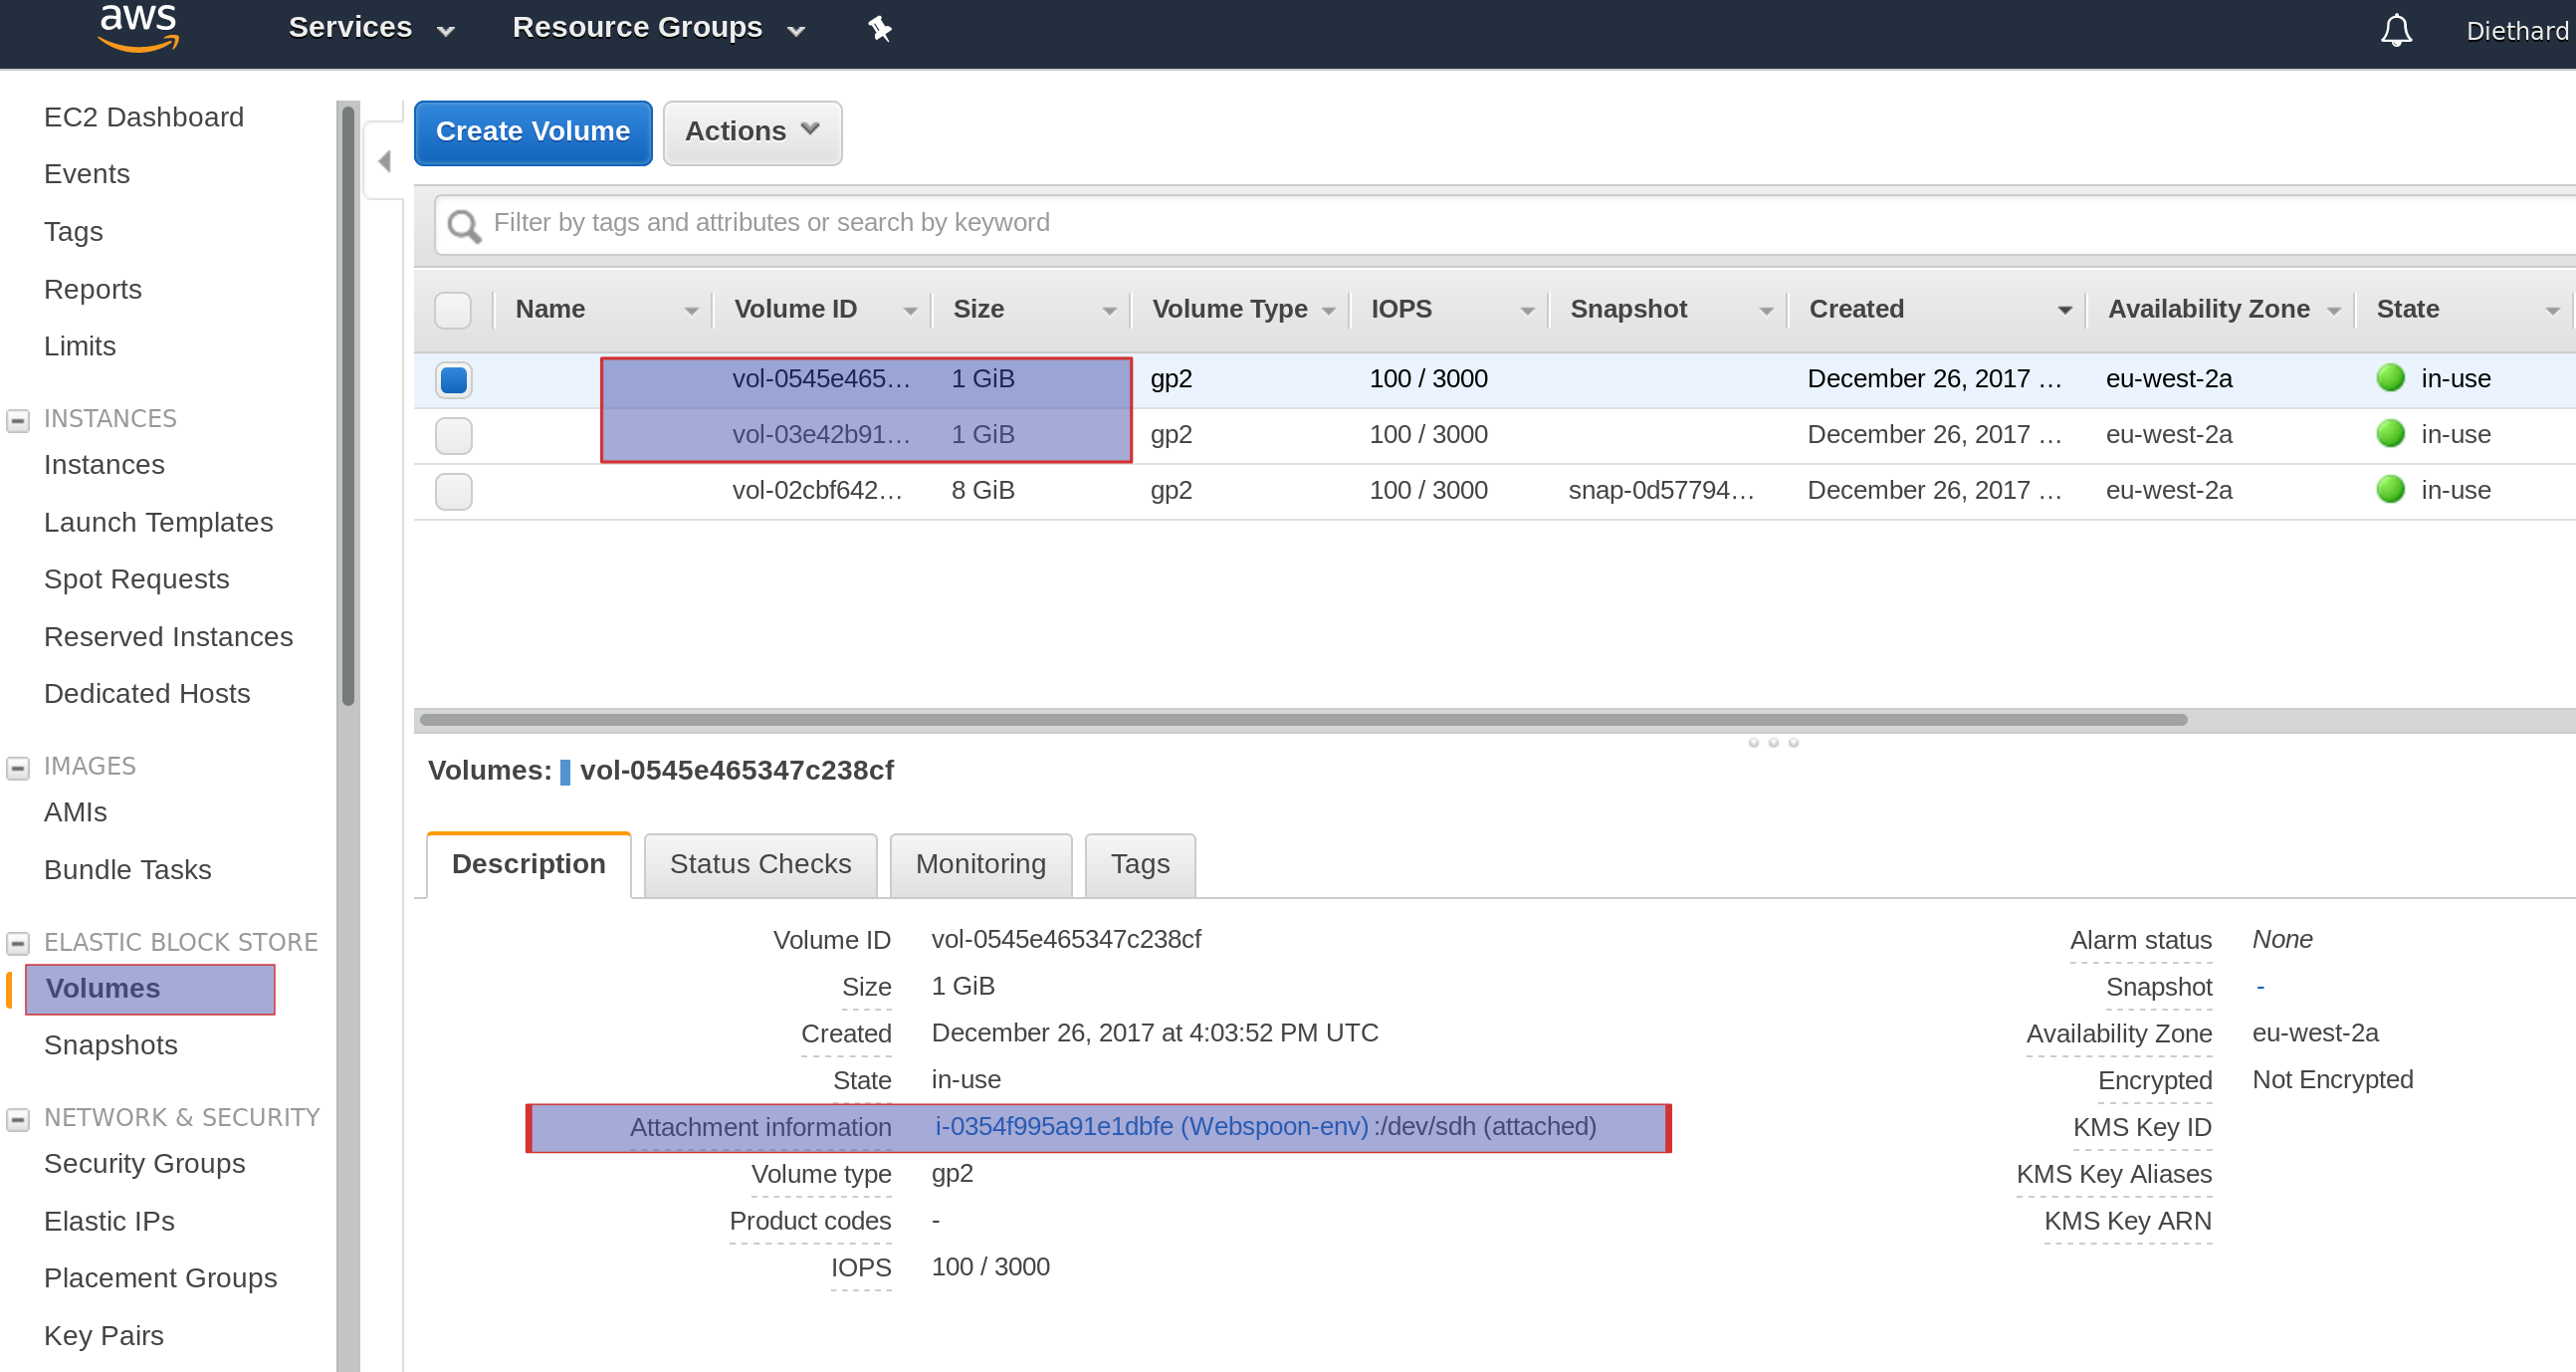 aws Services Resource Groups Diethard
EC2 Dashboard
Events
Tags
Reports
Limits
INSTANCES
Instances
Launch Templates
Spot Requests
Reserved Instances
Dedicated Hosts
IMAGES
AMIs
Bundle Tasks
ELASTIC BLOCK STORE
Volumes
Snapshots
NETWORK & SECURITY
Security Groups
Elastic IPs
Placement Groups
Key Pairs
Create Volume Actions
Filter by tags and attributes or search by keyword
Name Volume ID Size Volume Type IOPS Snapshot Created Availability Zone State
vol-0545e465… 1 GiB gp2 100 / 3000 December 26, 2017 … eu-west-2a in-use
vol-03e42b91… 1 GiB gp2 100 / 3000 December 26, 2017 … eu-west-2a in-use
vol-02cbf642… 8 GiB gp2 100 / 3000 snap-0d57794… December 26, 2017 … eu-west-2a in-use
Volumes: vol-0545e465347c238cf
Description Status Checks Monitoring Tags
Volume ID vol-0545e465347c238cf
Size 1 GiB
Created December 26, 2017 at 4:03:52 PM UTC
State in-use
Attachment information i-0354f995a91e1dbfe (Webspoon-env):/dev/sdh (attached)
Volume type gp2
Product codes -
IOPS 100 / 3000
Alarm status None
Snapshot -
Availability Zone eu-west-2a
Encrypted Not Encrypted
KMS Key ID
KMS Key Aliases
KMS Key ARN